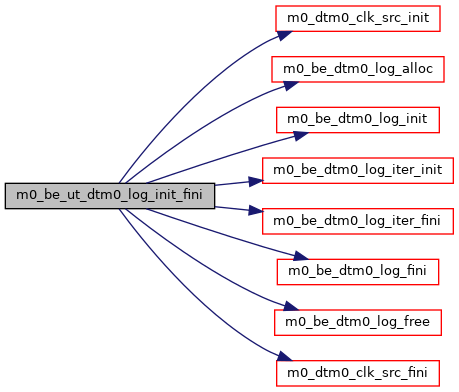 m0_dtm0_clk_src_init
m0_be_dtm0_log_alloc
m0_be_dtm0_log_init
m0_be_dtm0_log_iter_init
m0_be_ut_dtm0_log_init_fini
m0_be_dtm0_log_iter_fini
m0_be_dtm0_log_fini
m0_be_dtm0_log_free
m0_dtm0_clk_src_fini